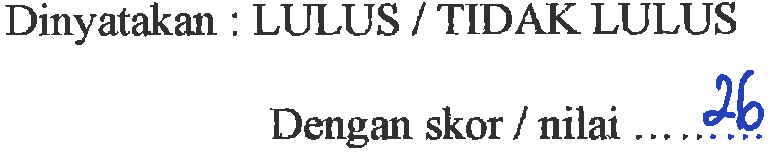 Dinyatakan : LULUS / TIDAK LULUS
Dengan skor / nilai ........26